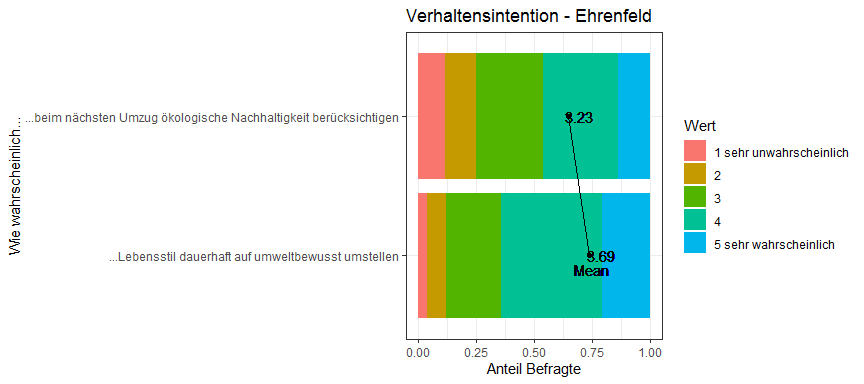 Verhaltensintention - Ehrenfeld
Wie wahrscheinlich...
...beim nächsten Umzug ökologische Nachhaltigkeit berücksichtigen
3.23
...Lebensstil dauerhaft auf umweltbewusst umstellen
3.69
Mean
0.00 0.25 0.50 0.75 1.00
Anteil Befragte
Wert
1 sehr unwahrscheinlich
2
3
4
5 sehr wahrscheinlich